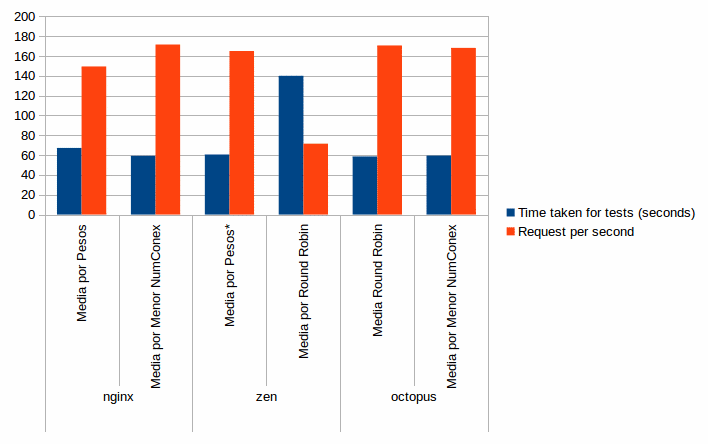 200
180
160
140
120
100
80
60
40
20
0
Media por Pesos
Media por Menor NumConex
Media por Pesos*
Media por Round Robin
Media Round Robin
Media por Menor NumConex
nginx
zen
octopus
Time taken for tests (seconds)
Request per second